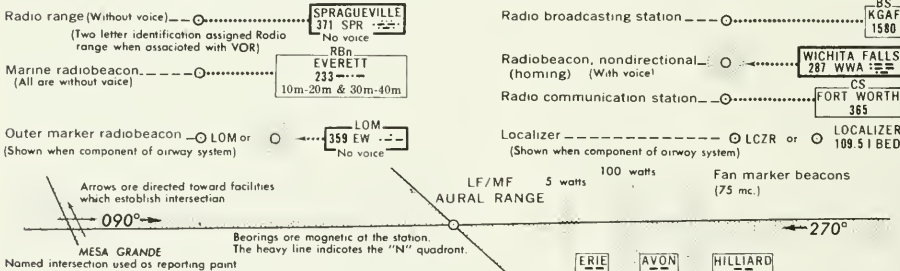 Radio range (Without voice)
SPRAGUEVILLE
371 SPR
No voice
(Two letter identification assigned Radio
range when associated with VOR)
Marine radiobeacon
(All are without voice)
RBn
EVERETT
233
10m-20m & 30m-40m
Outer marker radiobeacon
LOM or
(Shown when component of airway system)
LOM
359 EW
No voice
Radio broadcasting station
BS
KGAF
1580
Radiobeacon, nondirectional
(homing) (With voice)
WICHITA FALLS
287 WWA
Radio communication station
CS
FORT WORTH
365
Localizer
LCZR or
LOCALIZER
109.5 I BED
(Shown when component of airway system)
Arrows are directed toward facilities
which establish intersection
090°
MESA GRANDE
Named intersection used as reporting point
LF/MF
AURAL RANGE
Bearings are magnetic at the station.
The heavy line indicates the "N" quadrant.
270°
5 watts
100 watts
Fan marker beacons
(75 mc.)
ERIE
AVON
HILLIARD